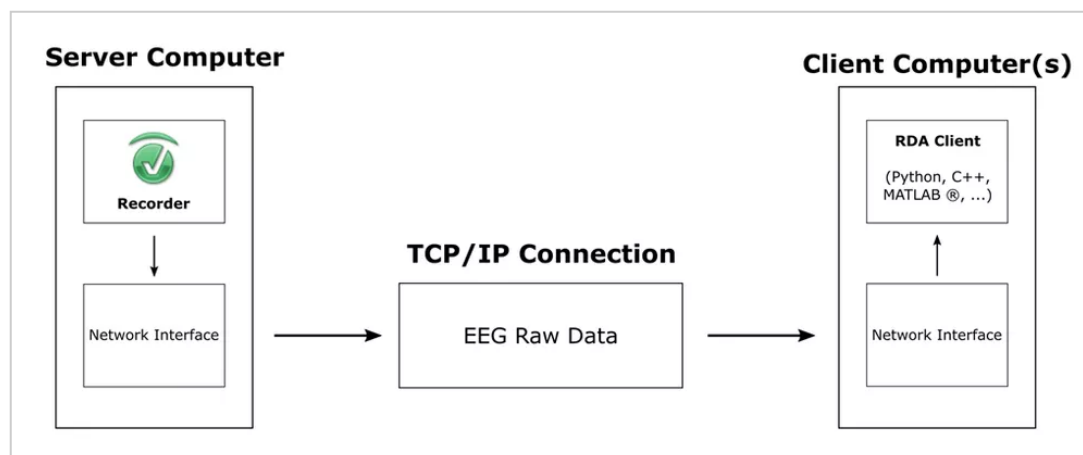 Server Computer
Client Computer(s)
Recorder
RDA Client
(Python, C++,
MATLAB ®, ...)
TCP/IP Connection
Network Interface
EEG Raw Data
Network Interface